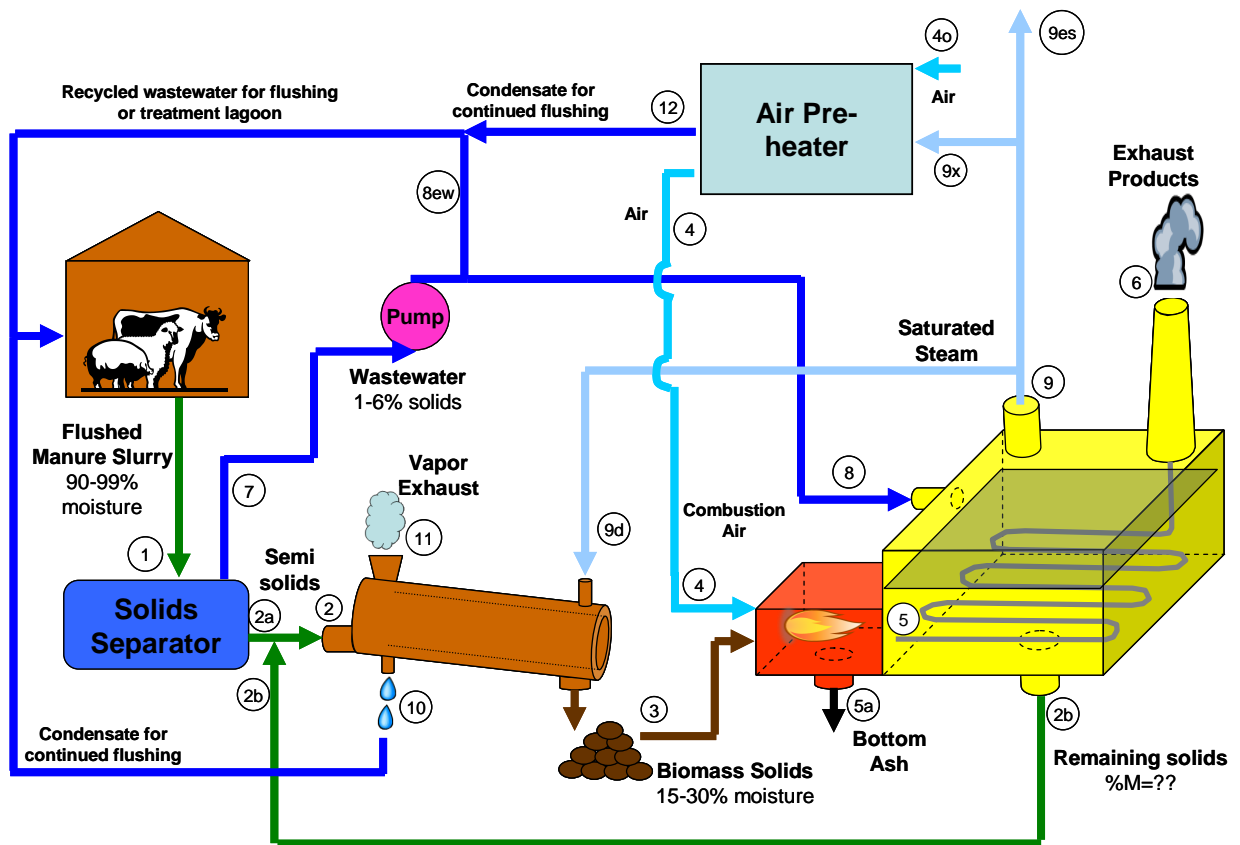 4o
9es
Recycled wastewater for flushing
or treatment lagoon
Condensate for
continued flushing
12
Air Pre-
heater
Air
9x
Exhaust
Products
8ew
Air
4
6
Pump
Saturated
Steam
Wastewater
1-6% solids
9
Flushed
Manure Slurry
90-99%
moisture
7
Vapor
Exhaust
8
Combustion
Air
1
11
9d
Semi
solids
Solids
Separator
2a
2
4
5
2b
10
3
5a
2b
Condensate for
continued flushing
Bottom
Ash
Biomass Solids
15-30% moisture
Remaining solids
%M=??